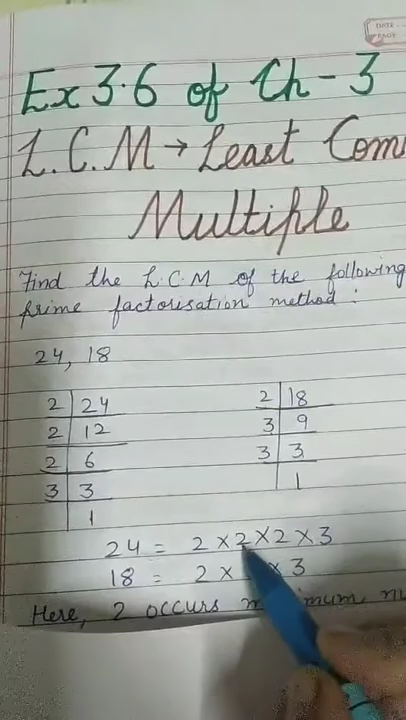 DATE
PAGE
Ex 3.6 of Ch - 3
L.C.M → Least Com
Multiple
Find the L.C.M of the following
prime factorisation method :
24, 18
2 | 24    2 | 18
2 | 12    3 | 9
2 | 6    3 | 3
3 | 3    1
1
24 = 2 × 2 × 2 × 3
18 = 2 × × 3
Here, 2 occurs